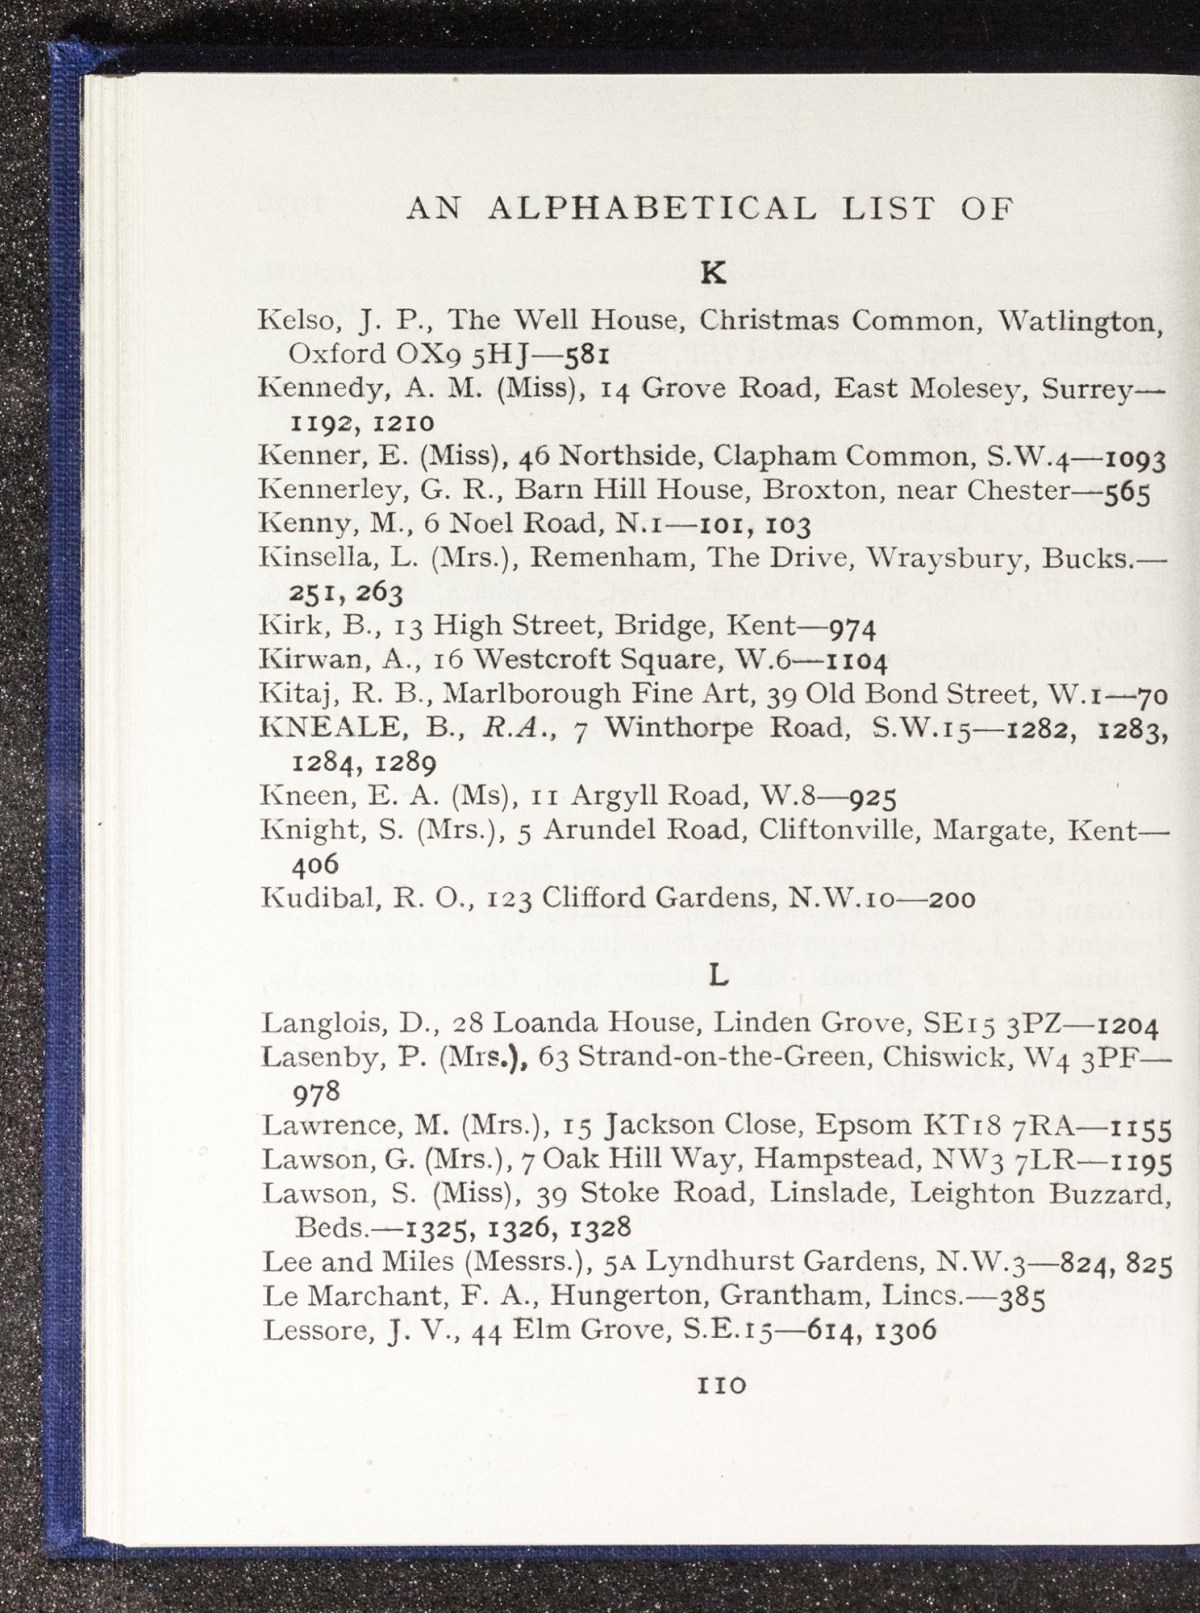 AN ALPHABETICAL LIST OF
K
Kelso, J. P., The Well House, Christmas Common, Watlington,
Oxford OX9 5HJ—581
Kennedy, A. M. (Miss), 14 Grove Road, East Molesey, Surrey—
1192, 1210
Kenner, E. (Miss), 46 Northside, Clapham Common, S.W.4—1093
Kennerley, G. R., Barn Hill House, Broxton, near Chester—565
Kenny, M., 6 Noel Road, N.1—101, 103
Kinsella, L. (Mrs.), Remenham, The Drive, Wraysbury, Bucks.—
251, 263
Kirk, B., 13 High Street, Bridge, Kent—974
Kirwan, A., 16 Westcroft Square, W.6—1104
Kitaj, R. B., Marlborough Fine Art, 39 Old Bond Street, W.1—70
KNEALE, B., R.A., 7 Winthorpe Road, S.W.15—1282, 1283,
1284, 1289
Kneen, E. A. (Ms), 11 Argyll Road, W.8—925
Knight, S. (Mrs.), 5 Arundel Road, Cliftonville, Margate, Kent—
406
Kudibal, R. O., 123 Clifford Gardens, N.W.10—200
L
Langlois, D., 28 Loanda House, Linden Grove, SE15 3PZ—1204
Lasenby, P. (Mrs.), 63 Strand-on-the-Green, Chiswick, W4 3PF—
978
Lawrence, M. (Mrs.), 15 Jackson Close, Epsom KT18 7RA—1155
Lawson, G. (Mrs.), 7 Oak Hill Way, Hampstead, NW3 7LR—1195
Lawson, S. (Miss), 39 Stoke Road, Linslade, Leighton Buzzard,
Beds.—1325, 1326, 1328
Lee and Miles (Messrs.), 5A Lyndhurst Gardens, N.W.3—824, 825
Le Marchant, F. A., Hungerton, Grantham, Lincs.—385
Lessore, J. V., 44 Elm Grove, S.E.15—614, 1306
110